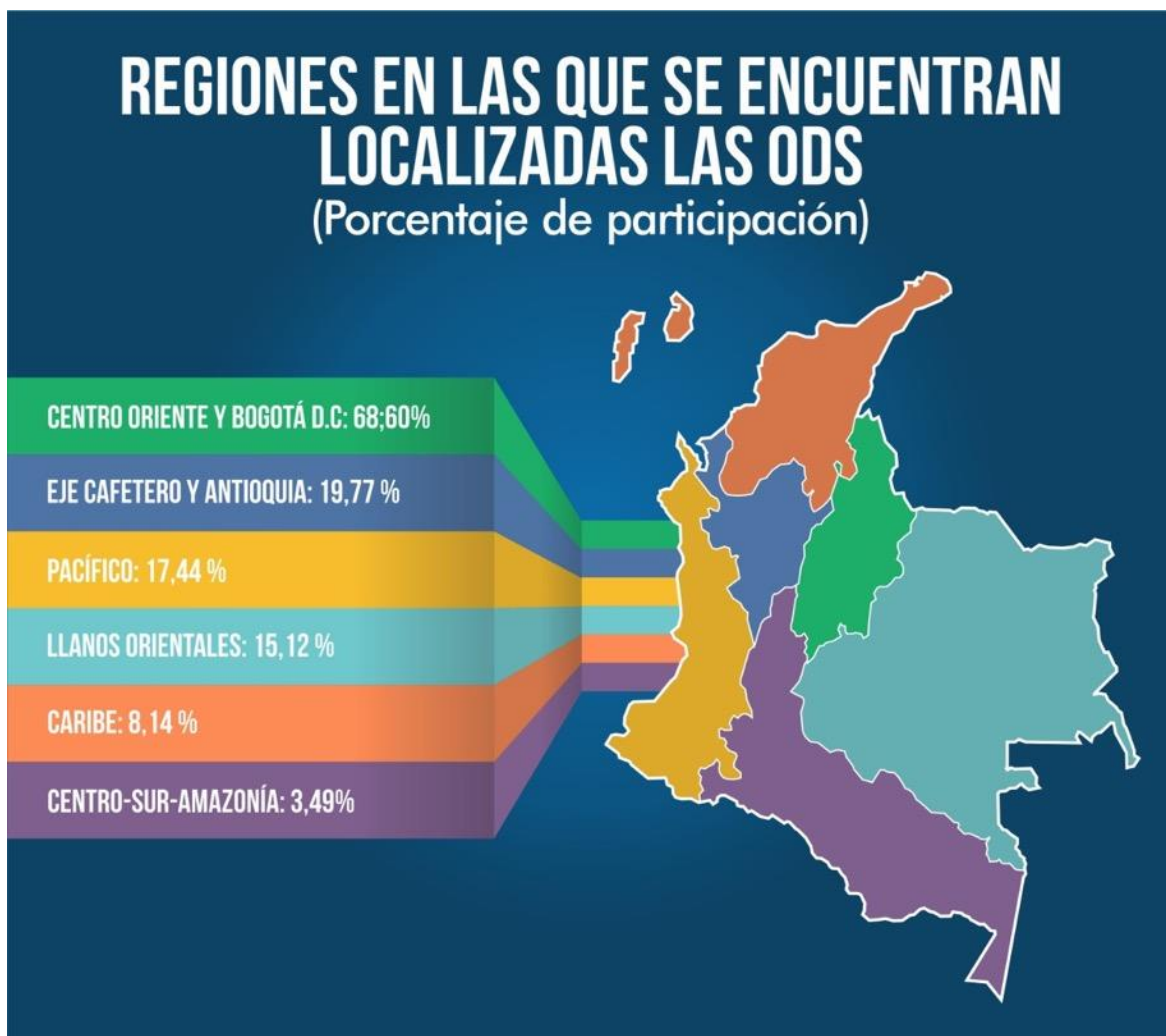 REGIONES EN LAS QUE SE ENCUENTRAN
LOCALIZADAS LAS ODS
(Porcentaje de participación)
CENTRO ORIENTE Y BOGOTÁ D.C: 68;60%
EJE CAFETERO Y ANTIOQUIA: 19,77 %
PACÍFICO: 17,44 %
LLANOS ORIENTALES: 15,12 %
CARIBE: 8,14 %
CENTRO-SUR-AMAZONÍA: 3,49%